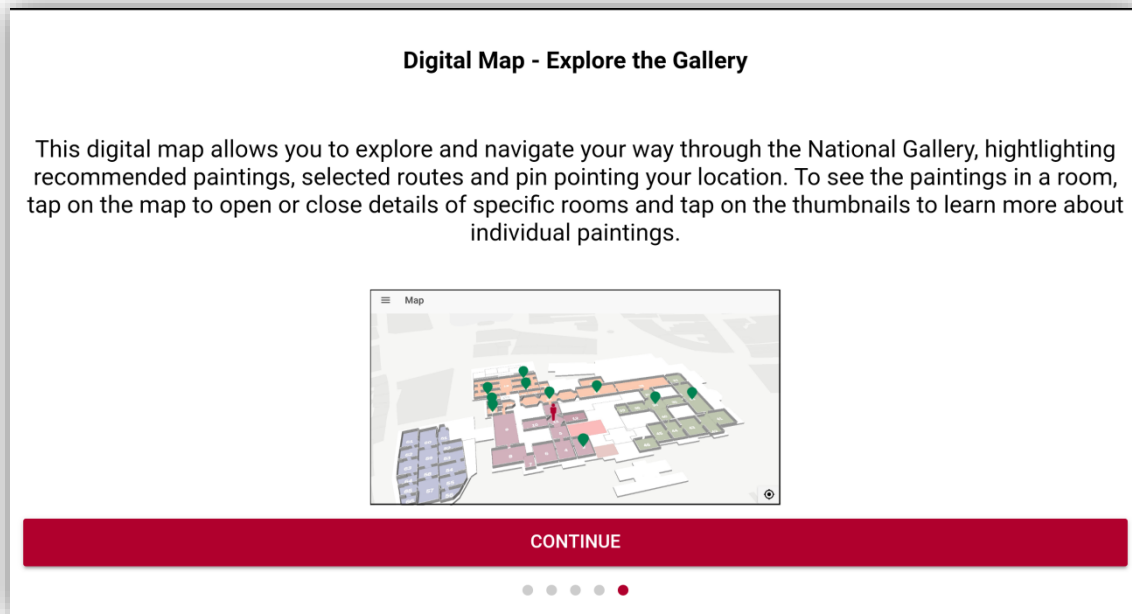 Digital Map - Explore the Gallery
This digital map allows you to explore and navigate your way through the National Gallery, hightlighting
recommended paintings, selected routes and pin pointing your location. To see the paintings in a room,
tap on the map to open or close details of specific rooms and tap on the thumbnails to learn more about
individual paintings.
Map
CONTINUE